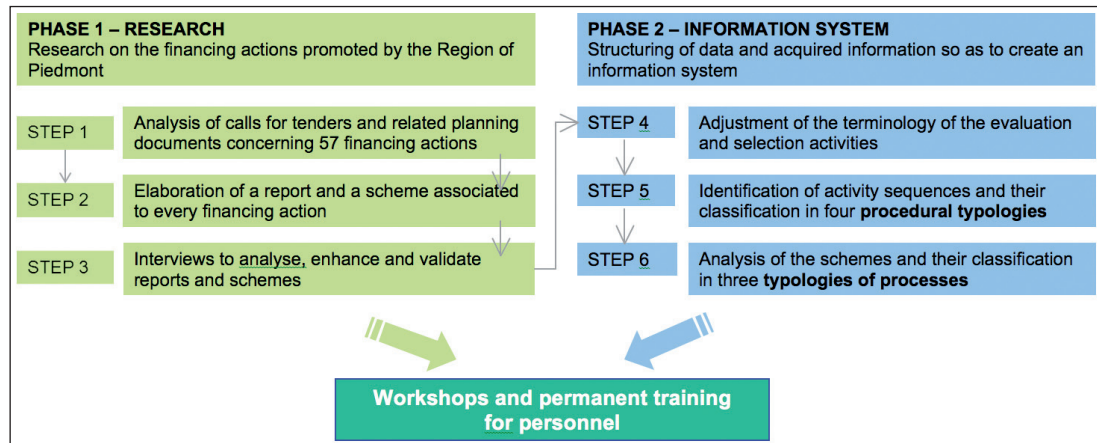 PHASE 1 – RESEARCH
Research on the financing actions promoted by the Region of
Piedmont
STEP 1
Analysis of calls for tenders and related planning
documents concerning 57 financing actions
STEP 2
Elaboration of a report and a scheme associated
to every financing action
STEP 3
Interviews to analyse, enhance and validate
reports and schemes
PHASE 2 – INFORMATION SYSTEM
Structuring of data and acquired information so as to create an
information system
STEP 4
Adjustment of the terminology of the evaluation
and selection activities
STEP 5
Identification of activity sequences and their
classification in four procedural typologies
STEP 6
Analysis of the schemes and their classification
in three typologies of processes
Workshops and permanent training
for personnel